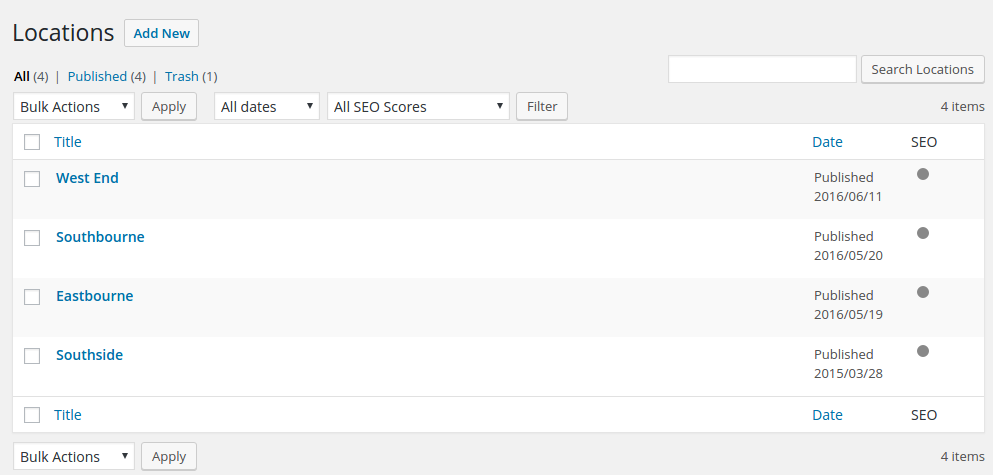 Locations Add New
All (4) | Published (4) | Trash (1)
Search Locations
Bulk Actions Apply All dates All SEO Scores Filter 4 items
Title Date SEO
West End Published
2016/06/11
Southbourne Published
2016/05/20
Eastbourne Published
2016/05/19
Southside Published
2015/03/28
Title Date SEO
Bulk Actions Apply 4 items